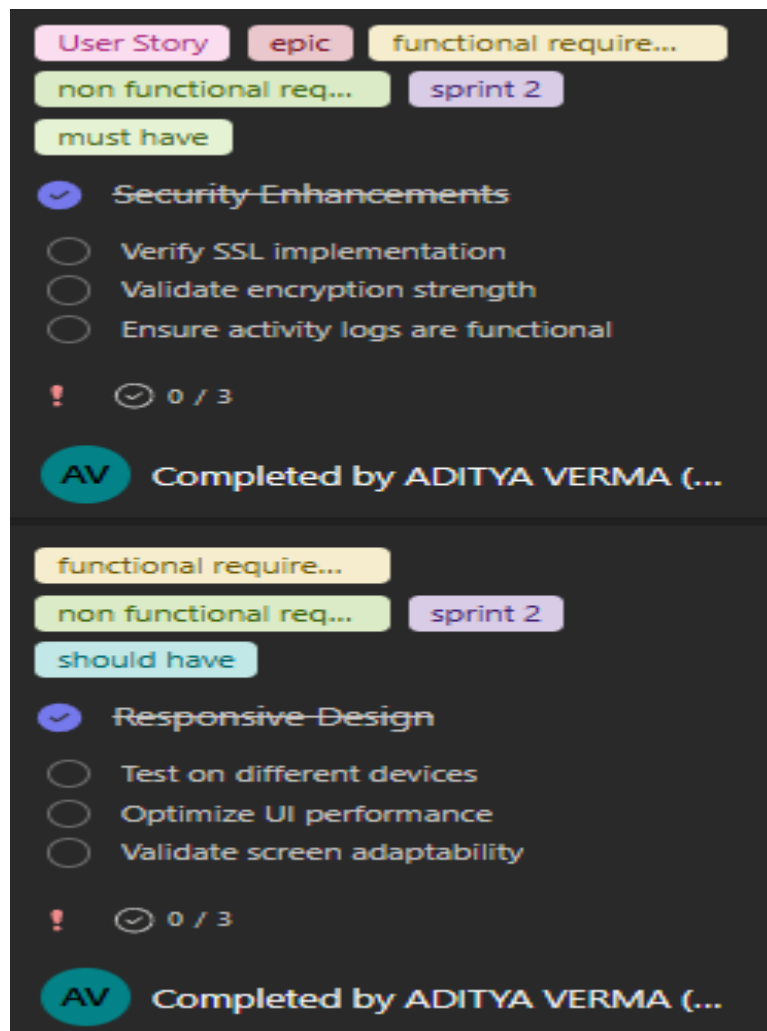 User Story epic functional require...
non functional req... sprint 2
must have
Security Enhancements
Verify SSL implementation
Validate encryption strength
Ensure activity logs are functional
! 0 / 3
AV Completed by ADITYA VERMA (...
functional require...
non functional req... sprint 2
should have
Responsive Design
Test on different devices
Optimize UI performance
Validate screen adaptability
! 0 / 3
AV Completed by ADITYA VERMA (...